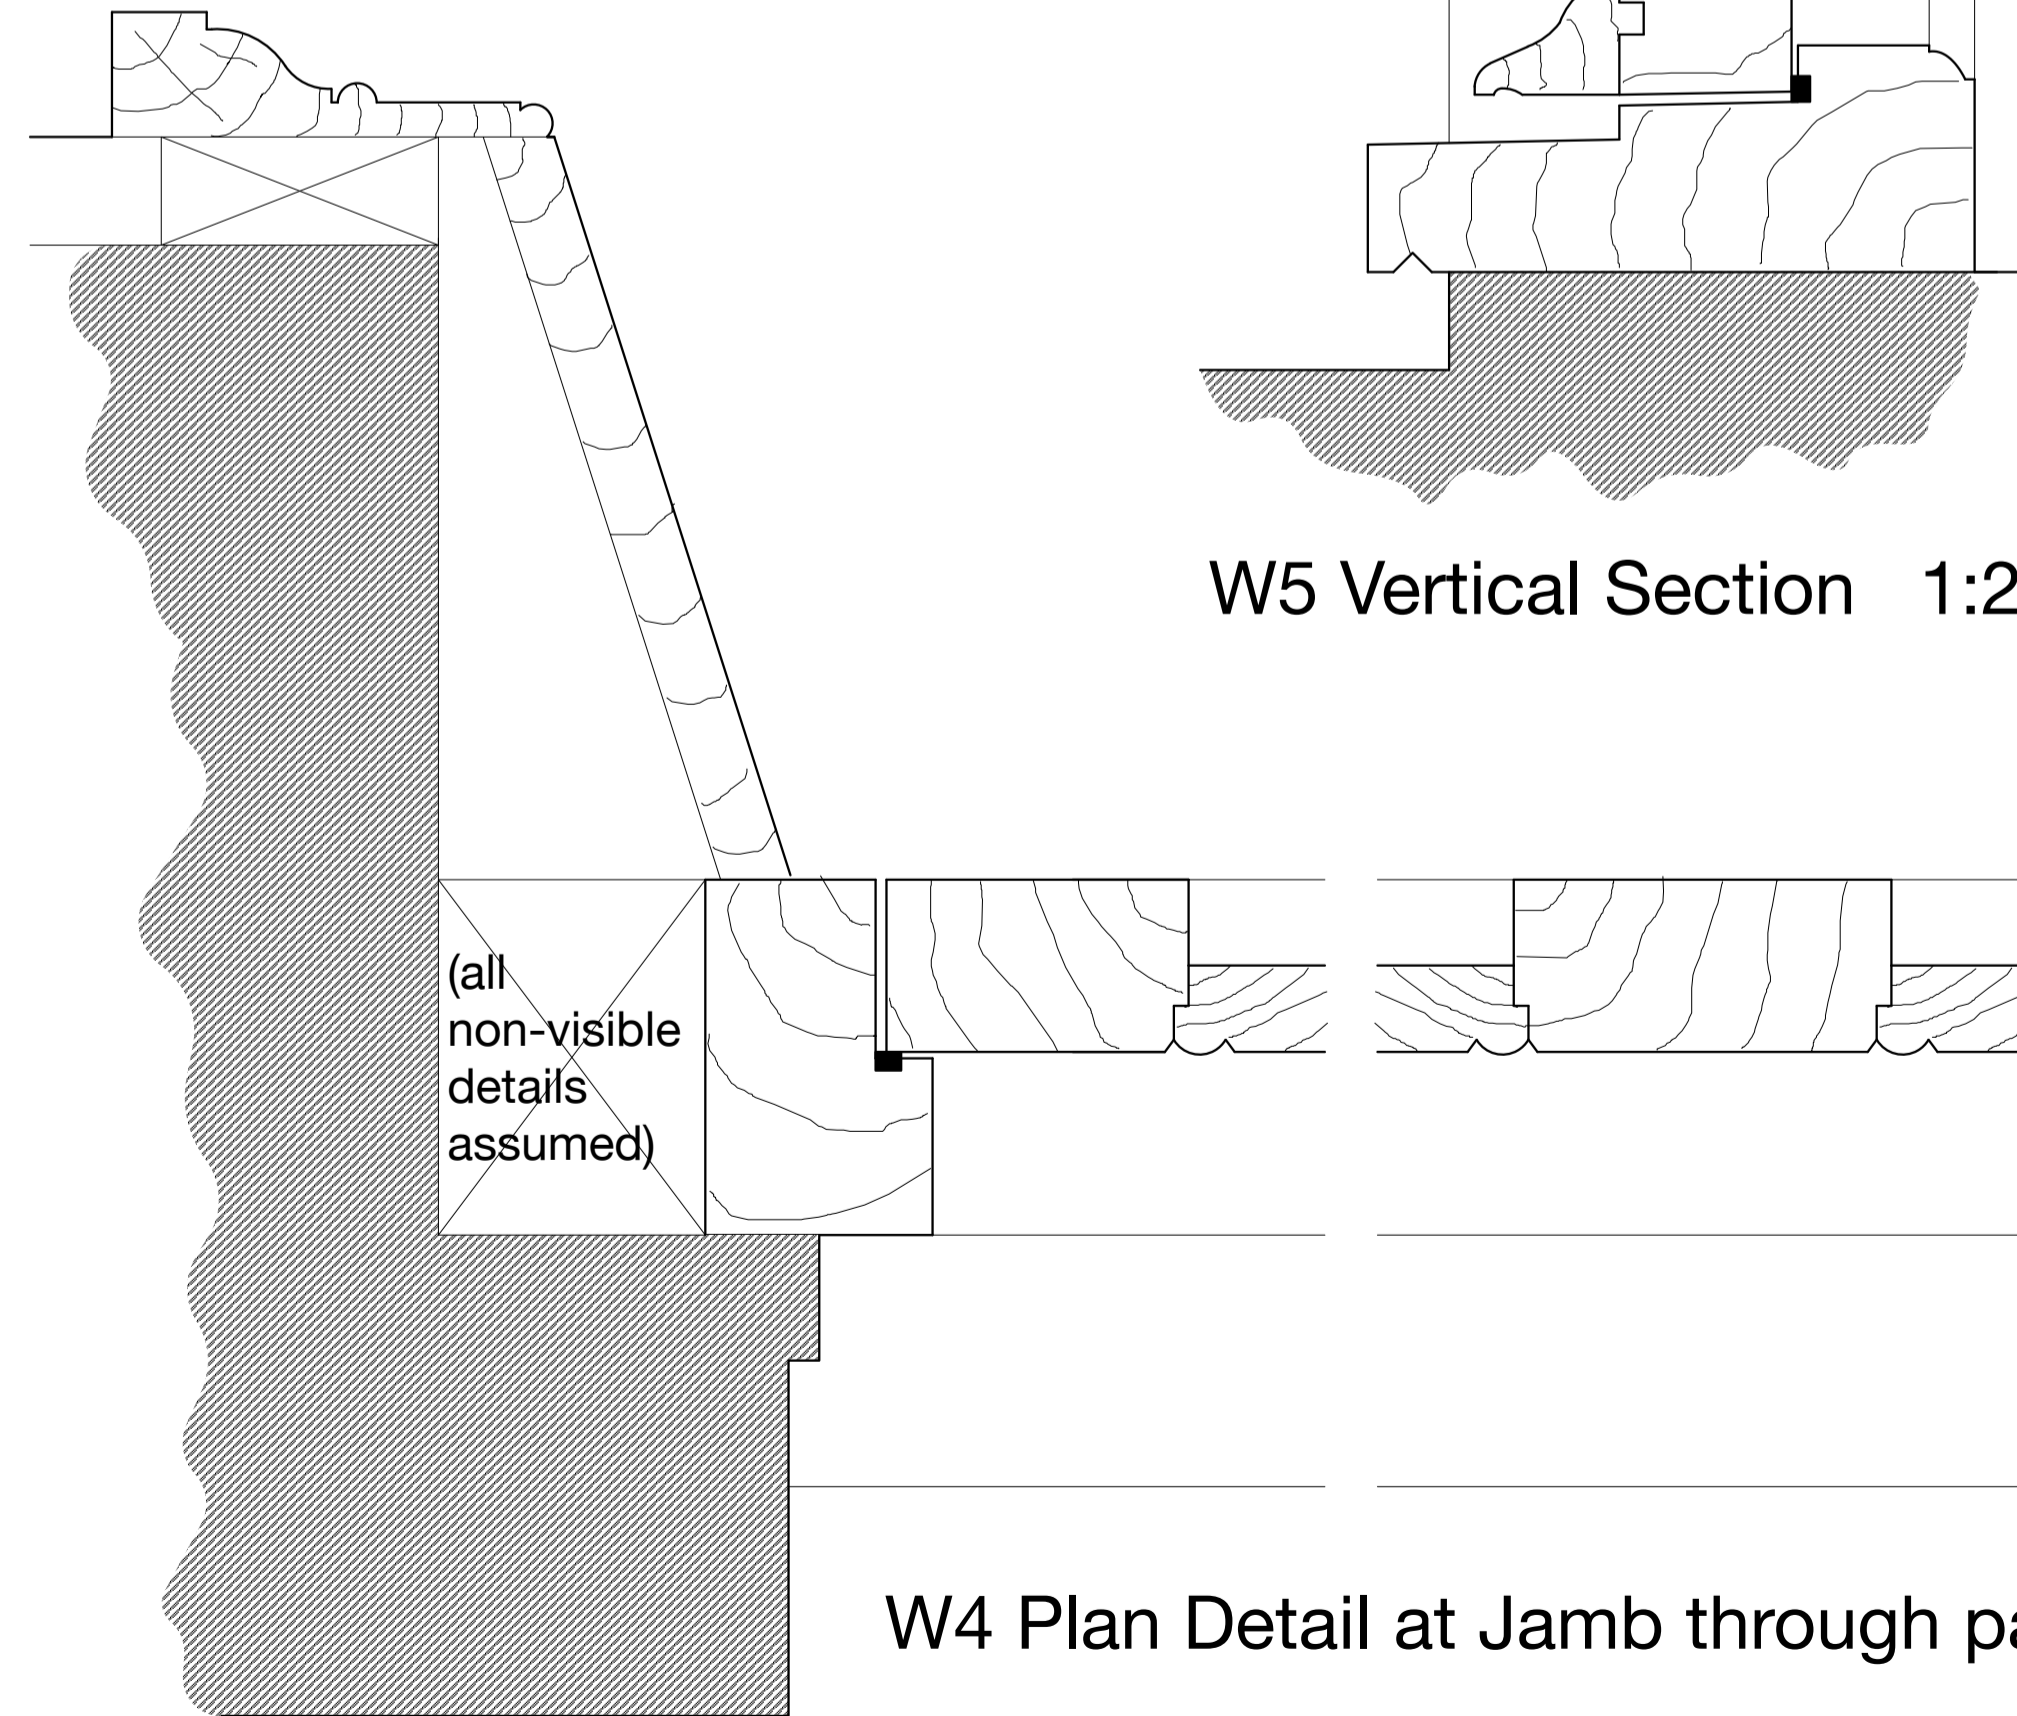 W5 Vertical Section 1:2
(all
non-visible
details
assumed)
W4 Plan Detail at Jamb through pa